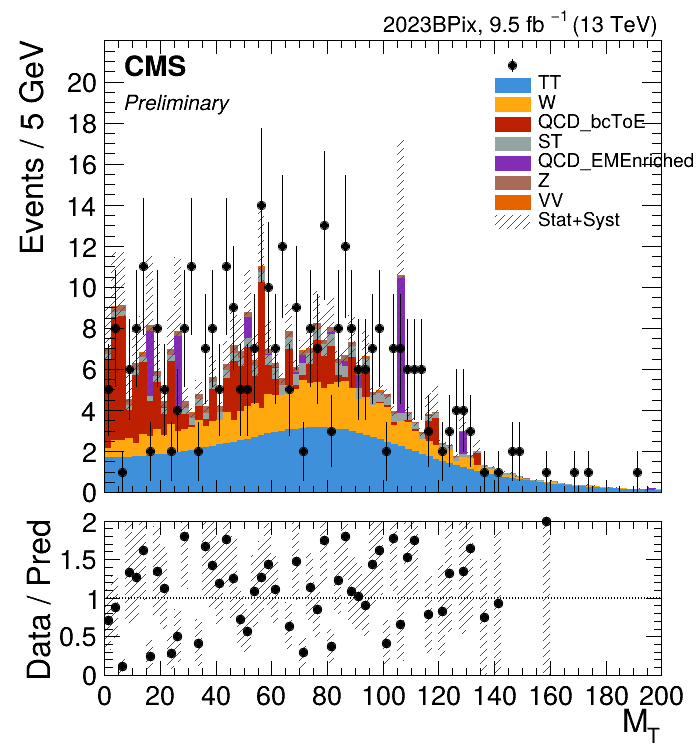 2023BPix, 9.5 fb⁻¹ (13 TeV)
CMS
Preliminary
TT
W
QCD_bcToE
ST
QCD_EMEnriched
Z
VV
Stat+Syst
Events / 5 GeV
20
18
16
14
12
10
8
6
4
2
0
Data / Pred
2
1.5
1
0.5
0
0 20 40 60 80 100 120 140 160 180 200
M_T